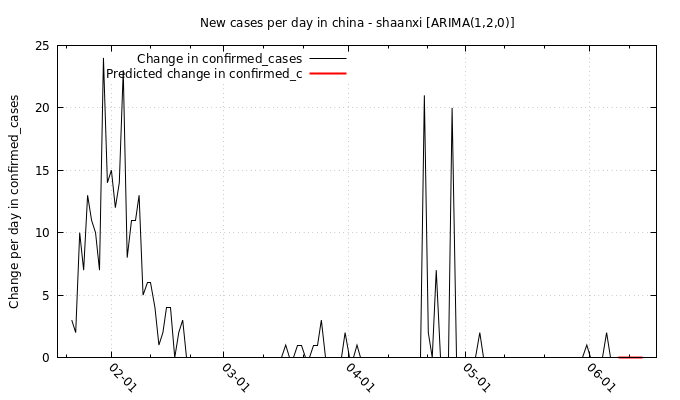 New cases per day in china - shaanxi [ARIMA(1,2,0)]
Change in confirmed_cases
Predicted change in confirmed_c
Change per day in confirmed_cases
25
20
15
10
5
0
02-01
03-01
04-01
05-01
06-01